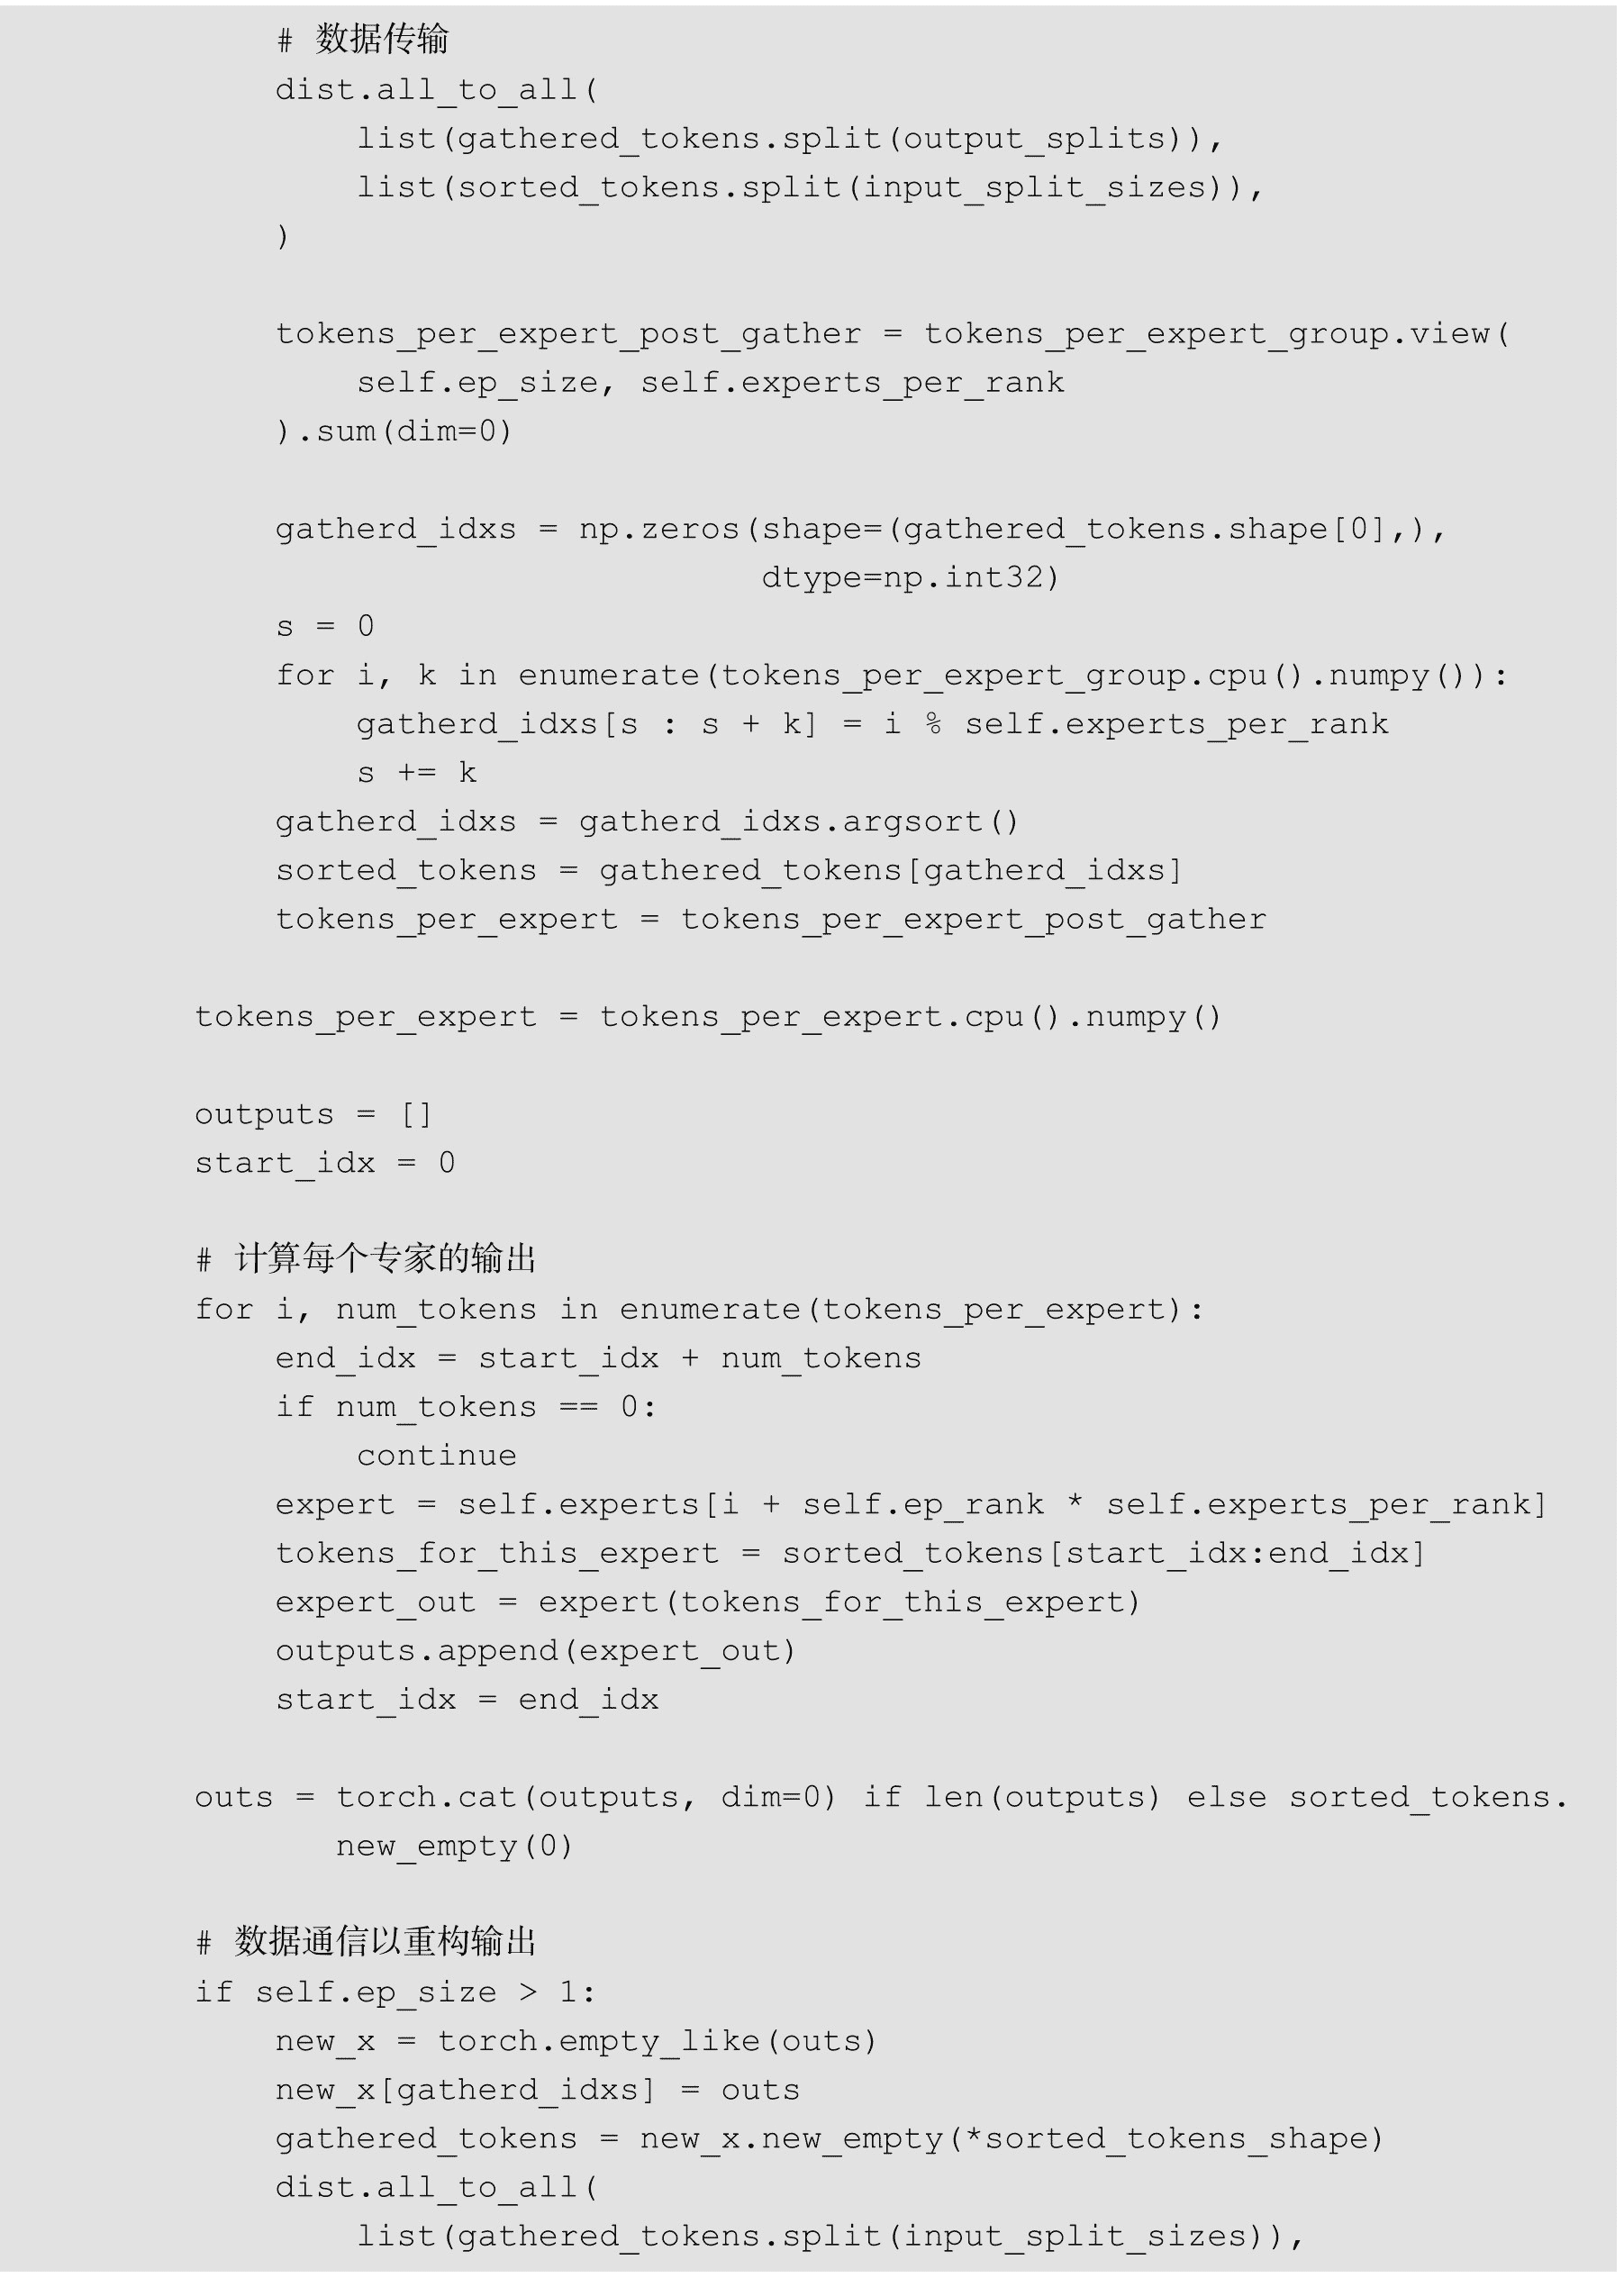 # 数据传输
dist.all_to_all(
    list(gathered_tokens.split(output_splits)),
    list(sorted_tokens.split(input_split_sizes)),
)

tokens_per_expert_post_gather = tokens_per_expert_group.view(
    self.ep_size, self.experts_per_rank
).sum(dim=0)

gatherd_idxs = np.zeros(shape=(gathered_tokens.shape[0],),
                        dtype=np.int32)
s = 0
for i, k in enumerate(tokens_per_expert_group.cpu().numpy()):
    gatherd_idxs[s : s + k] = i % self.experts_per_rank
    s += k
gatherd_idxs = gatherd_idxs.argsort()
sorted_tokens = gathered_tokens[gatherd_idxs]
tokens_per_expert = tokens_per_expert_post_gather

tokens_per_expert = tokens_per_expert.cpu().numpy()

outputs = []
start_idx = 0

# 计算每个专家的输出
for i, num_tokens in enumerate(tokens_per_expert):
    end_idx = start_idx + num_tokens
    if num_tokens == 0:
        continue
    expert = self.experts[i + self.ep_rank * self.experts_per_rank]
    tokens_for_this_expert = sorted_tokens[start_idx:end_idx]
    expert_out = expert(tokens_for_this_expert)
    outputs.append(expert_out)
    start_idx = end_idx

outs = torch.cat(outputs, dim=0) if len(outputs) else sorted_tokens.
       new_empty(0)

# 数据通信以重构输出
if self.ep_size > 1:
    new_x = torch.empty_like(outs)
    new_x[gatherd_idxs] = outs
    gathered_tokens = new_x.new_empty(*sorted_tokens_shape)
    dist.all_to_all(
        list(gathered_tokens.split(input_split_sizes)),